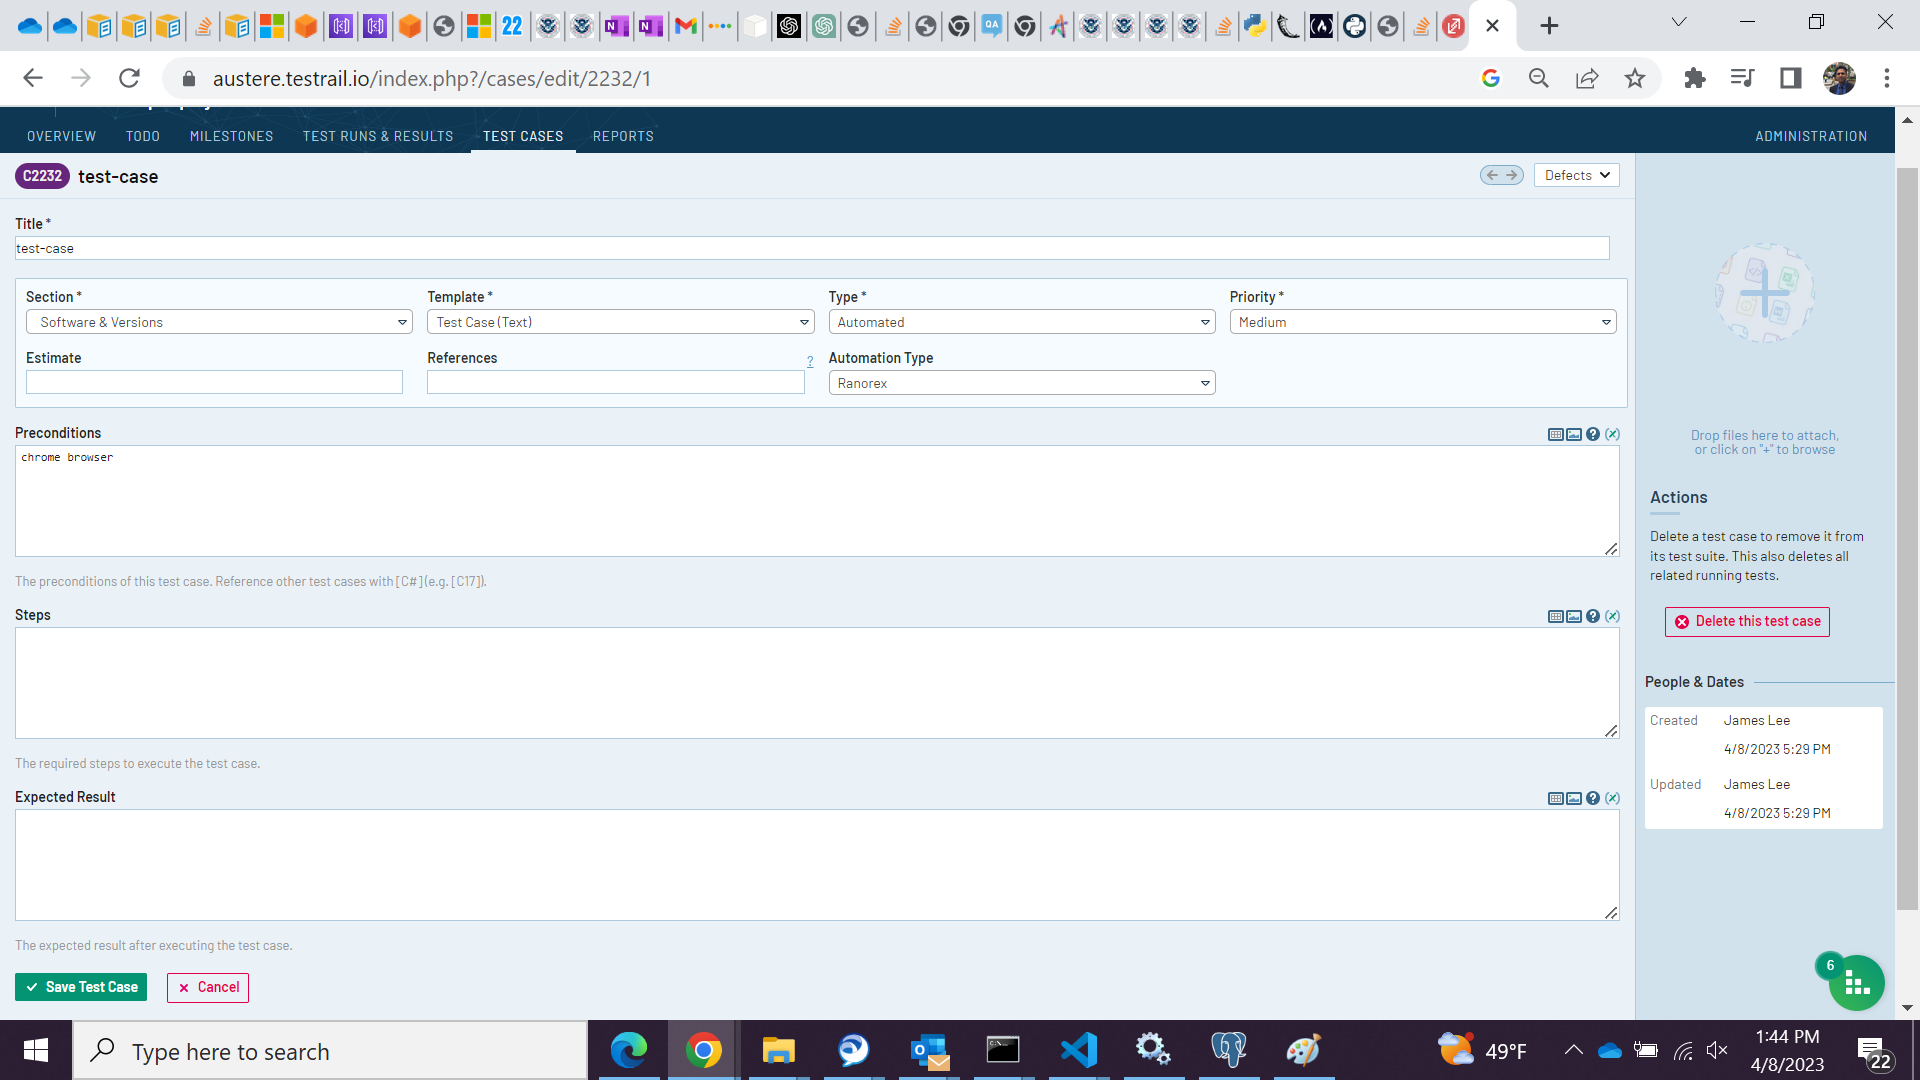 22
QA
austere.testrail.io/index.php?/cases/edit/2232/1
OVERVIEW TODO MILESTONES TEST RUNS & RESULTS TEST CASES REPORTS ADMINISTRATION
C2232 test-case
Defects
Title *
test-case
Section * Template * Type * Priority *
Software & Versions Test Case (Text) Automated Medium
Estimate References ? Automation Type
Ranorex
Preconditions
chrome browser
The preconditions of this test case. Reference other test cases with [C#] (e.g. [C17]).
Steps
The required steps to execute the test case.
Expected Result
The expected result after executing the test case.
Save Test Case Cancel
Drop files here to attach,
or click on "+" to browse
Actions
Delete a test case to remove it from
its test suite. This also deletes all
related running tests.
Delete this test case
People & Dates
Created James Lee
4/8/2023 5:29 PM
Updated James Lee
4/8/2023 5:29 PM
6
Type here to search
49°F
1:44 PM
4/8/2023
22